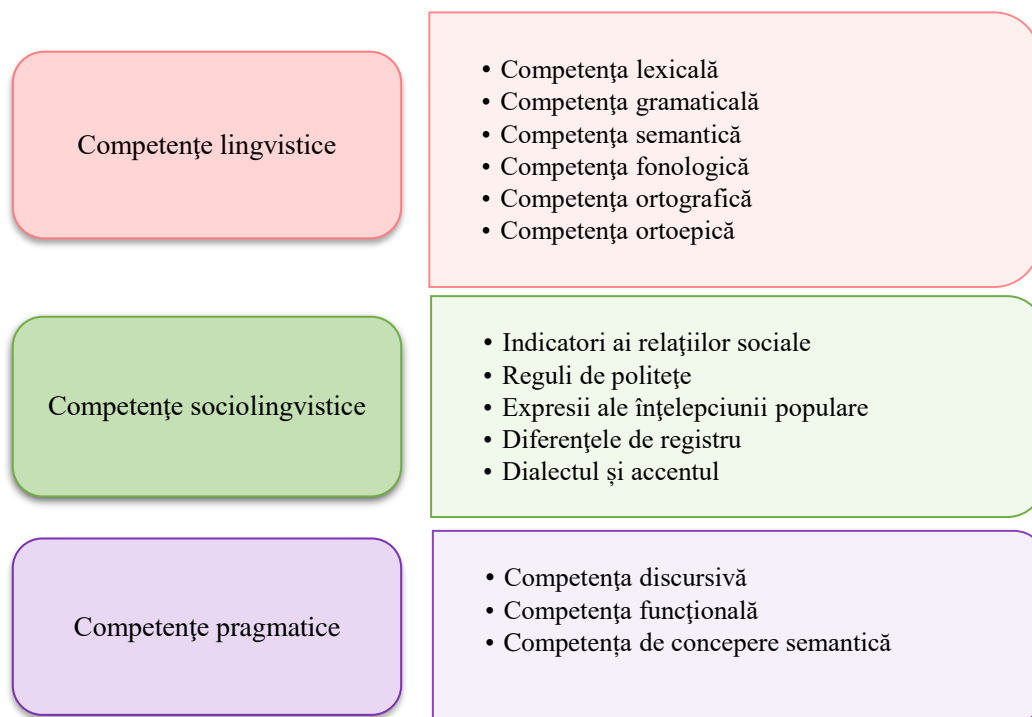 Competenţe lingvistice
• Competenţa lexicală
• Competenţa gramaticală
• Competenţa semantică
• Competenţa fonologică
• Competenţa ortografică
• Competenţa ortoepică
Competenţe sociolingvistice
• Indicatori ai relaţiilor sociale
• Reguli de politeţe
• Expresii ale înţelepciunii populare
• Diferenţele de registru
• Dialectul și accentul
Competenţe pragmatice
• Competenţa discursivă
• Competenţa funcţională
• Competența de concepere semantică